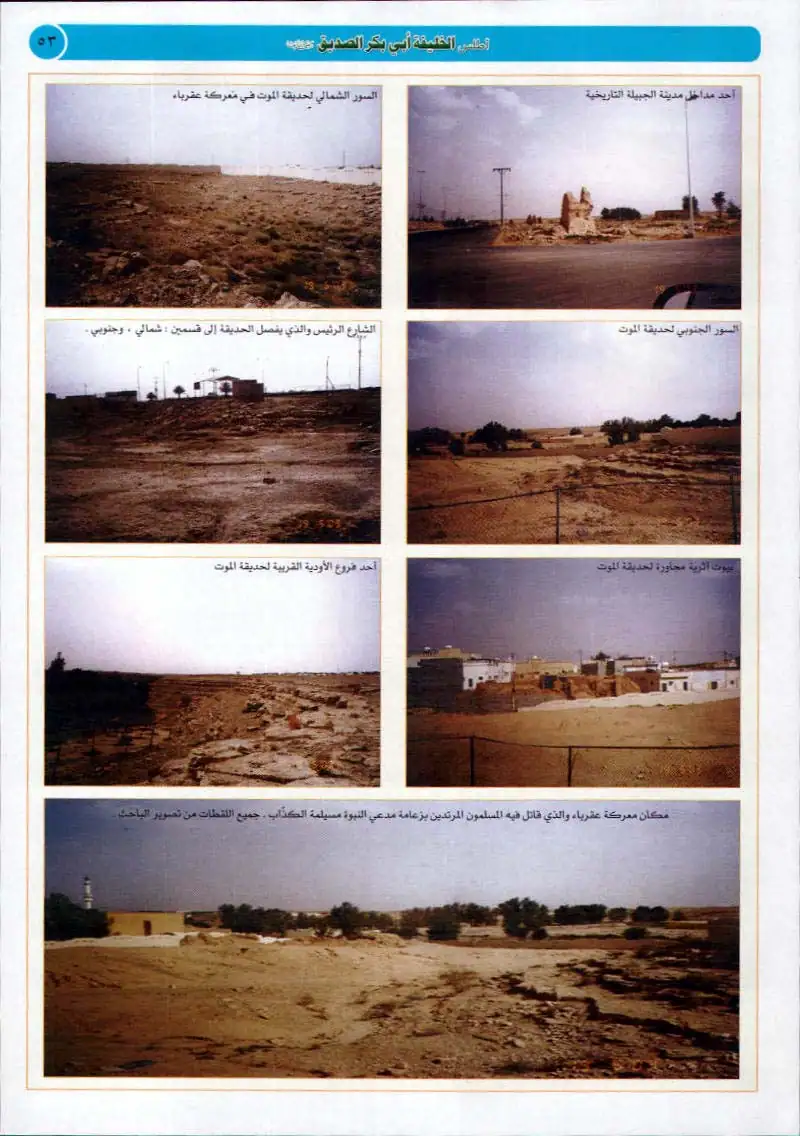 ٥٣
أطلس الخليفة أبي بكر الصديق
أحد مداخل مدينة الجبيلة التاريخية
السور الشمالي لحديقة الموت في معركة عقرباء
السور الجنوبي لحديقة الموت
الشارع الرئيس والذي يفصل الحديقة إلى قسمين : شمالي ، وجنوبي .
بيوت أثرية مجاورة لحديقة الموت
أحد فروع الأودية القريبة لحديقة الموت
مكان معركة عقرباء والذي قاتل فيه المسلمون المرتدين بزعامة مدعي النبوة مسيلمة الكذَّاب . جميع اللقطات من تصوير الباحث .